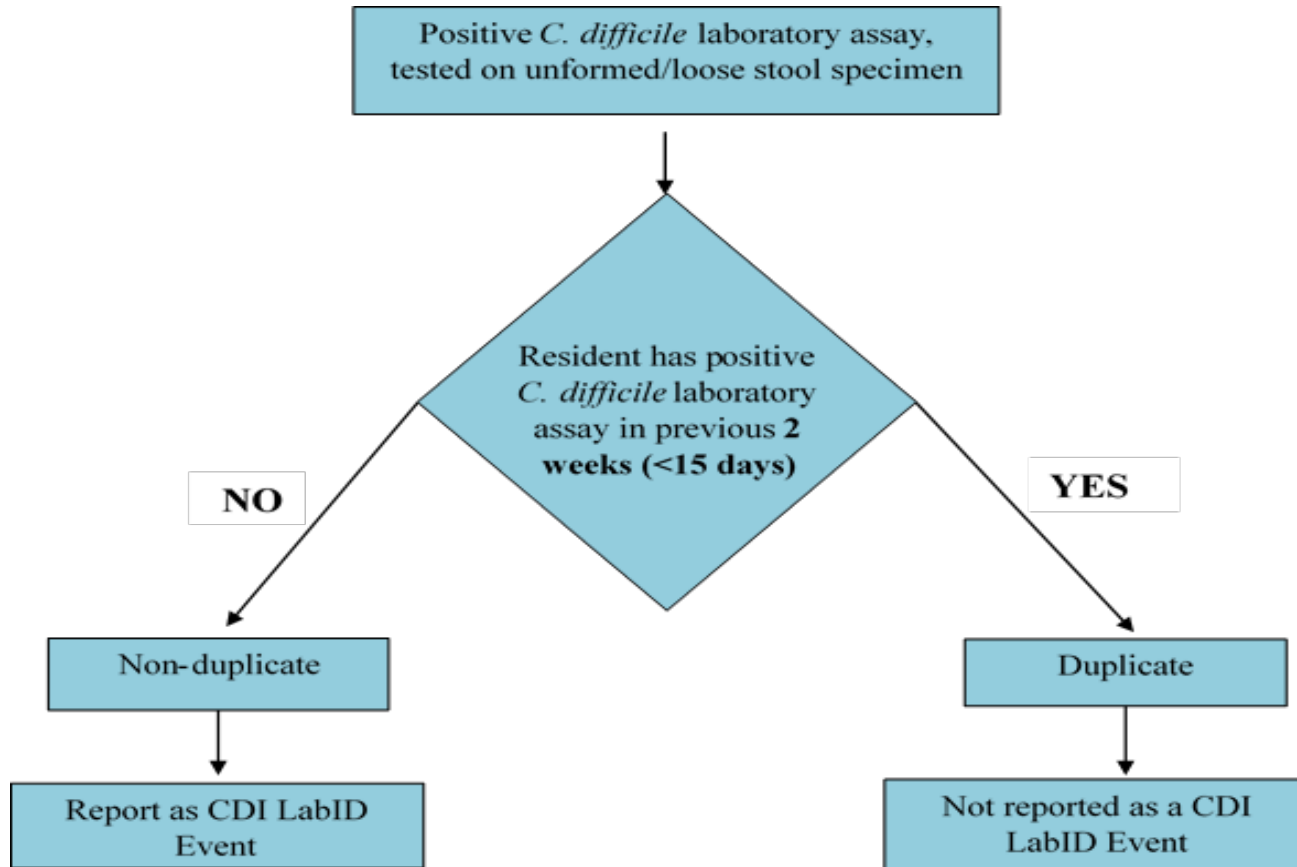 Positive C. difficile laboratory assay,
tested on unformed/loose stool specimen
Resident has positive
C. difficile laboratory
assay in previous 2
weeks (<15 days)
NO
YES
Non-duplicate
Duplicate
Report as CDI LabID
Event
Not reported as a CDI
LabID Event